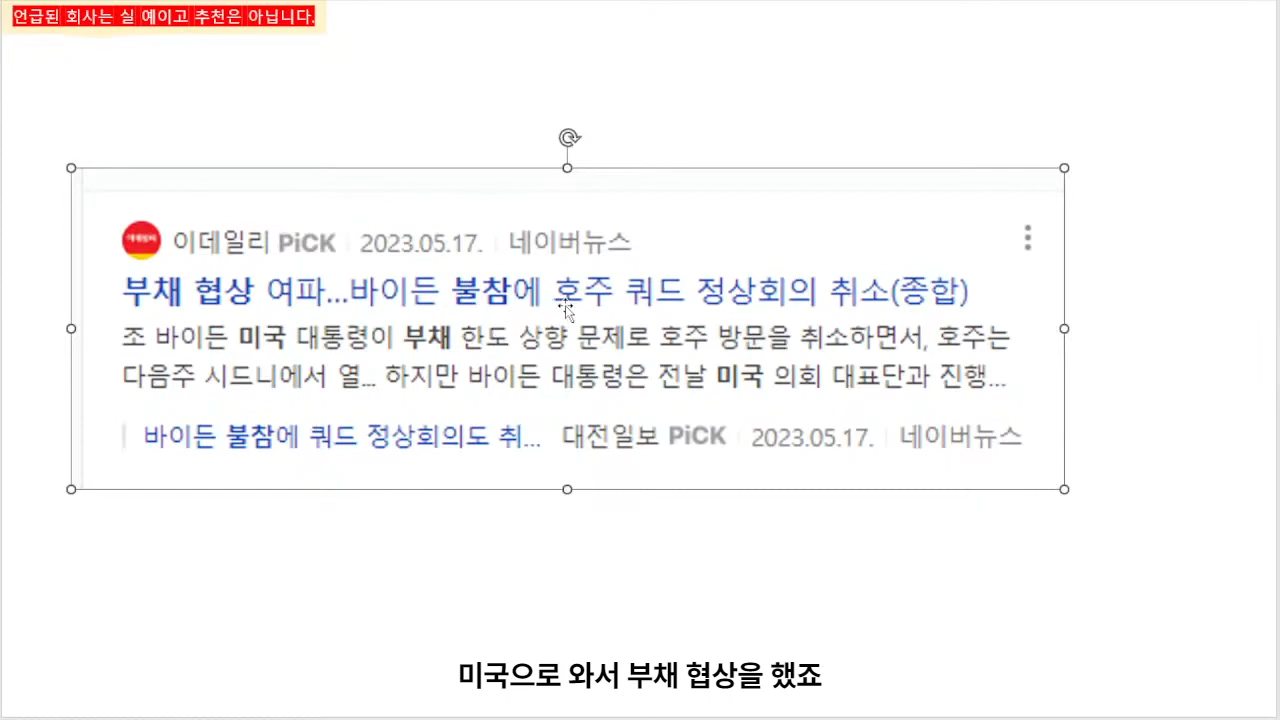 언급된 회사는 실 예이고 추천은 아닙니다.
이데일리 PiCK 2023.05.17. 네이버뉴스
부채 협상 여파...바이든 불참에 호주 쿼드 정상회의 취소(종합)
조 바이든 미국 대통령이 부채 한도 상향 문제로 호주 방문을 취소하면서, 호주는
다음주 시드니에서 열... 하지만 바이든 대통령은 전날 미국 의회 대표단과 진행...
바이든 불참에 쿼드 정상회의도 취... 대전일보 PiCK 2023.05.17. 네이버뉴스
미국으로 와서 부채 협상을 했죠